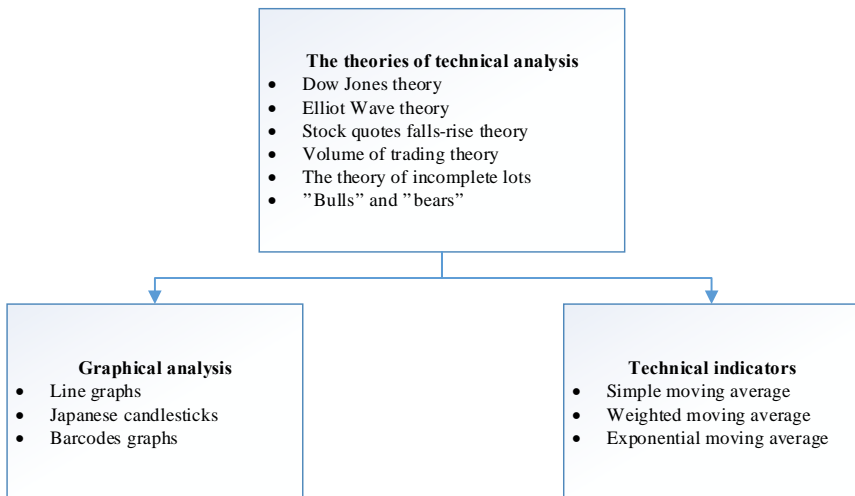 The theories of technical analysis
• Dow Jones theory
• Elliot Wave theory
• Stock quotes falls-rise theory
• Volume of trading theory
• The theory of incomplete lots
• ”Bulls” and ”bears”
Graphical analysis
• Line graphs
• Japanese candlesticks
• Barcodes graphs
Technical indicators
• Simple moving average
• Weighted moving average
• Exponential moving average